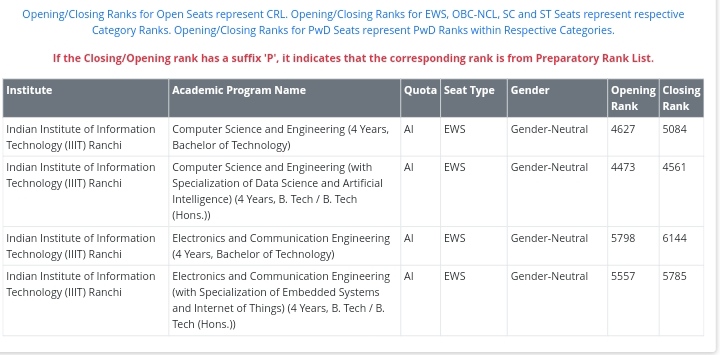 Opening/Closing Ranks for Open Seats represent CRL. Opening/Closing Ranks for EWS, OBC-NCL, SC and ST Seats represent respective
Category Ranks. Opening/Closing Ranks for PwD Seats represent PwD Ranks within Respective Categories.
If the Closing/Opening rank has a suffix 'P', it indicates that the corresponding rank is from Preparatory Rank List.
Institute Academic Program Name Quota Seat Type Gender Opening Closing
Rank Rank
Indian Institute of Information Computer Science and Engineering (4 Years, AI EWS Gender-Neutral 4627 5084
Technology (IIIT) Ranchi Bachelor of Technology)
Indian Institute of Information Computer Science and Engineering (with AI EWS Gender-Neutral 4473 4561
Technology (IIIT) Ranchi Specialization of Data Science and Artificial
Intelligence) (4 Years, B. Tech / B. Tech
(Hons.))
Indian Institute of Information Electronics and Communication Engineering AI EWS Gender-Neutral 5798 6144
Technology (IIIT) Ranchi (4 Years, Bachelor of Technology)
Indian Institute of Information Electronics and Communication Engineering AI EWS Gender-Neutral 5557 5785
Technology (IIIT) Ranchi (with Specialization of Embedded Systems
and Internet of Things) (4 Years, B. Tech / B.
Tech (Hons.))